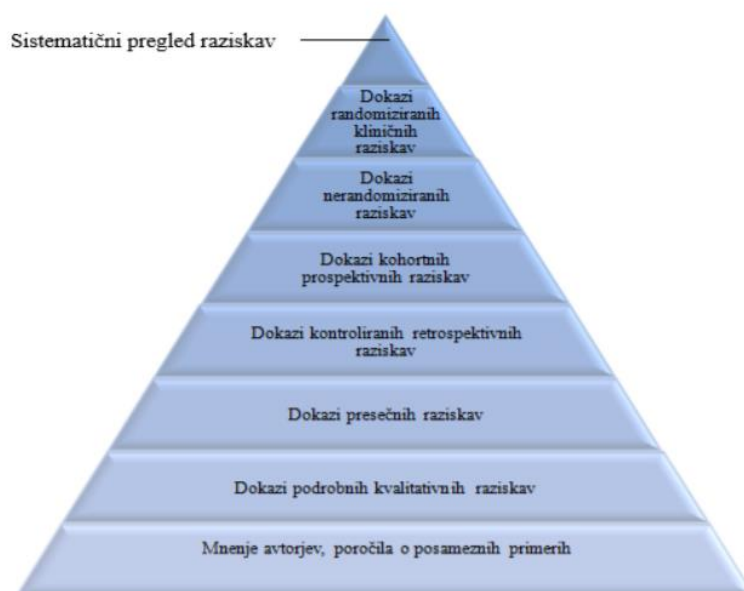 Sistematični pregled raziskav
Dokazi
randomiziranih
kliničnih
raziskav
Dokazi
nerandomiziranih
raziskav
Dokazi kohortnih
prospektivnih raziskav
Dokazi kontroliranih retrospektivnih
raziskav
Dokazi presečnih raziskav
Dokazi podrobnih kvalitativnih raziskav
Mnenje avtorjev, poročila o posameznih primerih